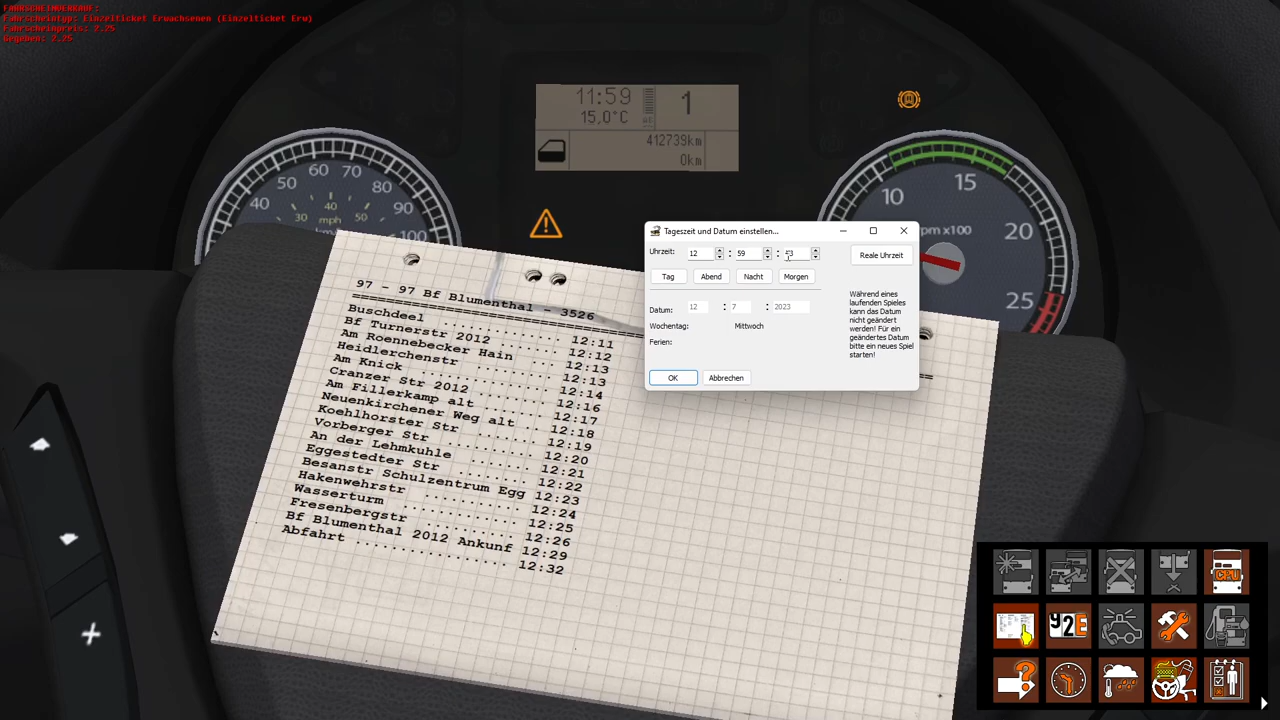 FAHRSCHEINVERKAUF:
Fahrscheintyp: Einzelticket Erwachsenen (Einzelticket Erw)
Fahrscheinpreis: 2.25
Gegeben: 2.25
11:59
15,0°C
1
412739km
0km
40 50 60 70 80 90 100
30 40 50
mph
10 15 20 25
rpm x100
97 - 97 Bf Blumenthal - 3526
Buschdeel .......... 12:11
Bf Turnerstr 2012 ......... 12:12
Am Roennebecker Hain ... 12:13
Heidlerchenstr ........ 12:13
Am Knick ............ 12:14
Cranzer Str 2012 ........ 12:16
Am Fillerkamp alt ....... 12:17
Neuenkirchener Weg alt .. 12:18
Koehlhorster Str ....... 12:19
Vorberger Str ......... 12:20
An der Lehmkuhle ....... 12:21
Eggestedter Str ........ 12:22
Besanstr Schulzentrum Egg 12:23
Hakenwehrstr .......... 12:24
Wasserturm ............ 12:25
Fresenbergstr ......... 12:26
Bf Blumenthal 2012 Ankunf 12:29
Abfahrt ............... 12:32
Tageszeit und Datum einstellen...
Uhrzeit: 12 : 59 :
Reale Uhrzeit
Tag Abend Nacht Morgen
Datum: 12 : 7 : 2023
Wochentag: Mittwoch
Ferien:
Während eines
laufenden Spieles
kann das Datum
nicht geändert
werden! Für ein
geändertes Datum
bitte ein neues Spiel
starten!
OK Abbrechen
CPU
92E